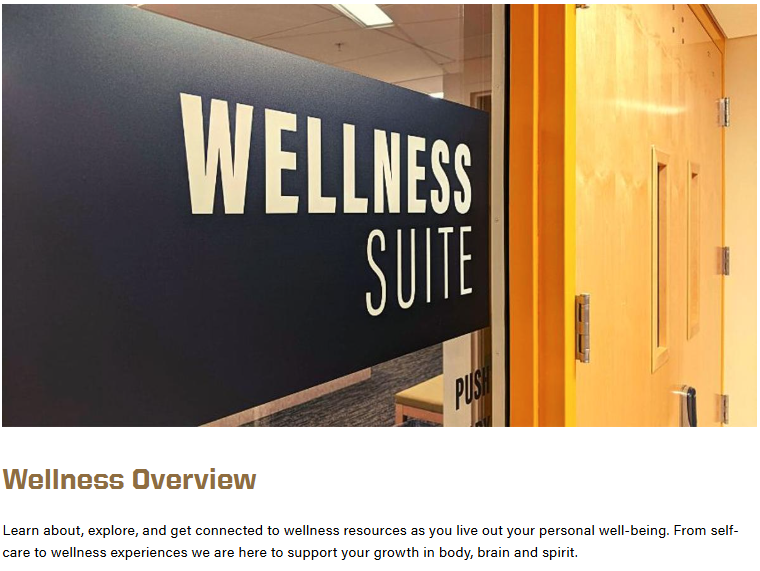 WELLNESS
SUITE
PUSH
Wellness Overview
Learn about, explore, and get connected to wellness resources as you live out your personal well-being. From self-
care to wellness experiences we are here to support your growth in body, brain and spirit.